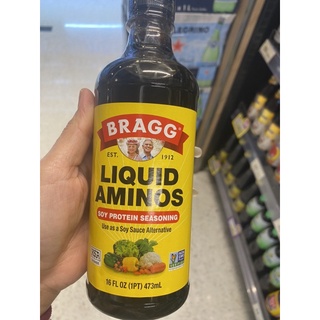 BRAGG
EST. 1912
LIQUID
AMINOS
SOY PROTEIN SEASONING
Use as a Soy Sauce Alternative
16 FL OZ (1PT) 473mL